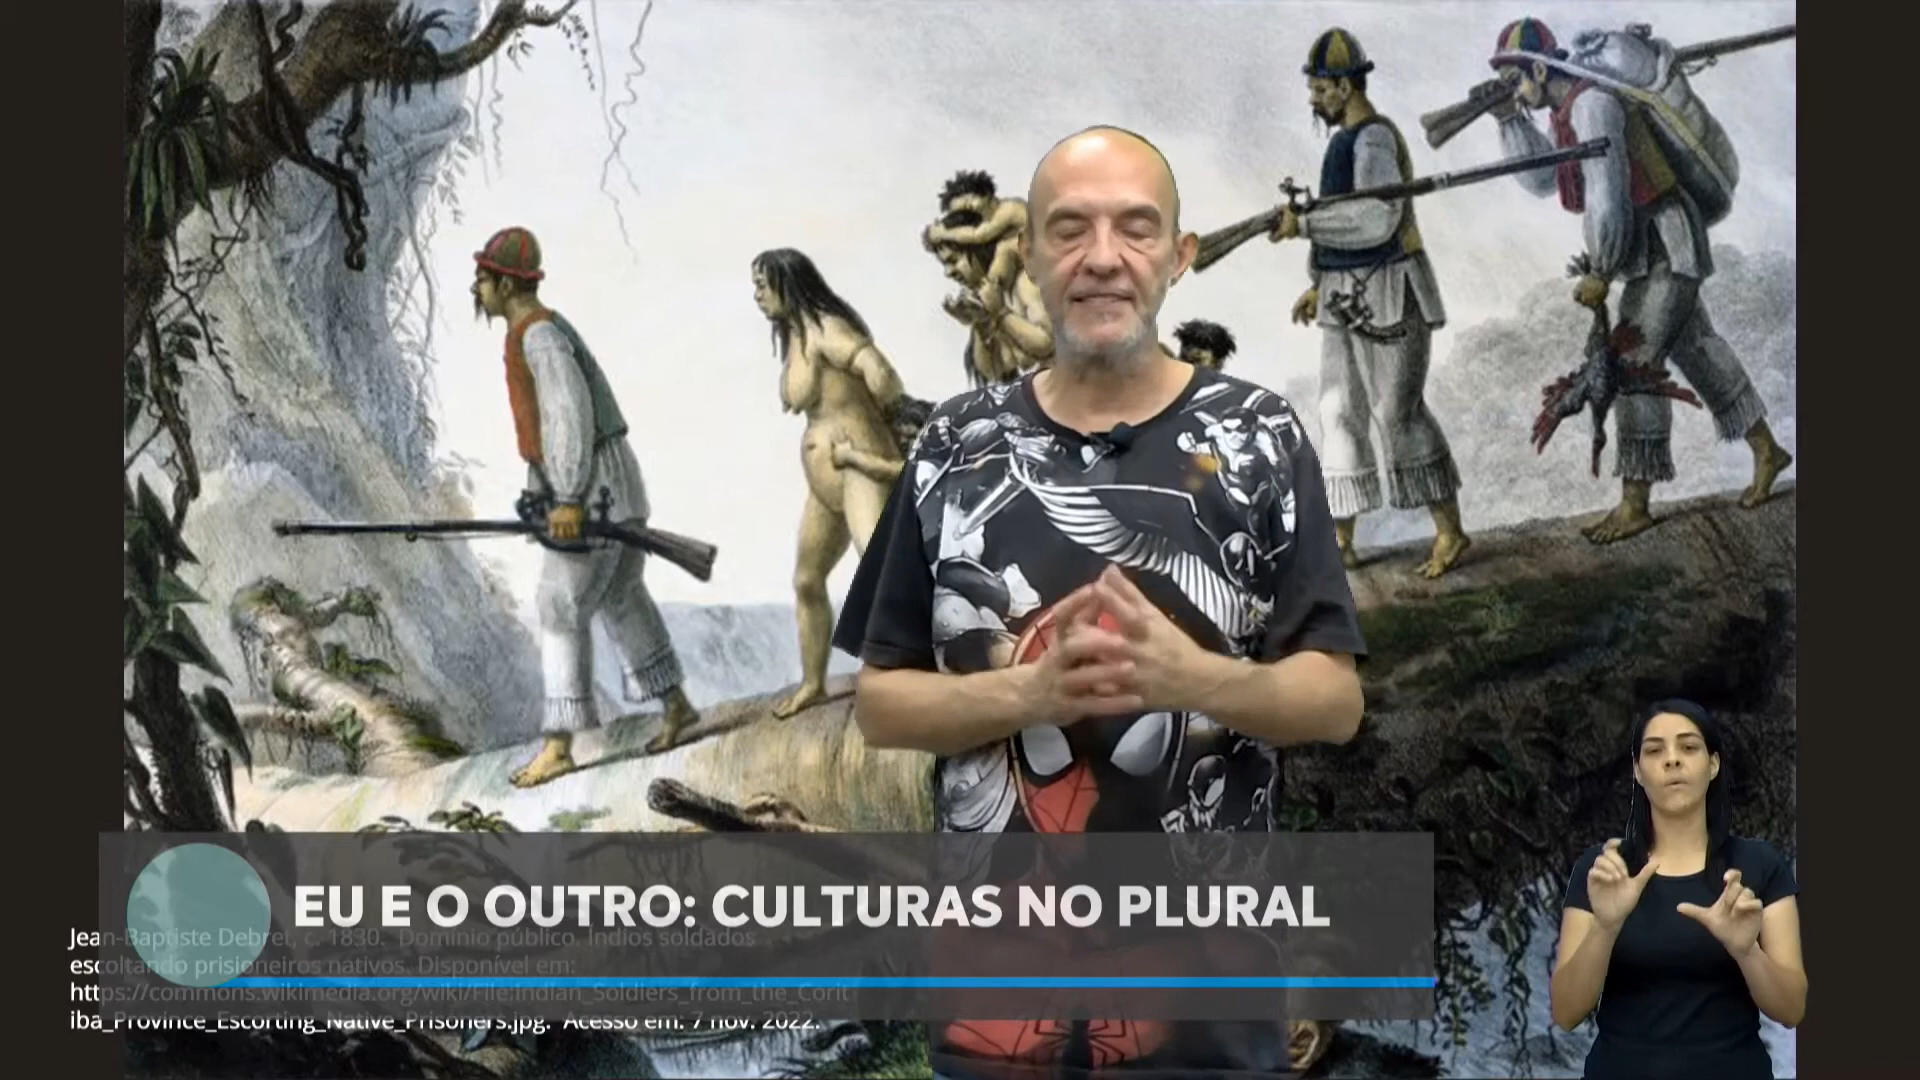 EU E O OUTRO: CULTURAS NO PLURAL
Jean-Baptiste Debret, c. 1830. Domínio público. Índios soldados
escoltando prisioneiros nativos. Disponível em:
https://commons.wikimedia.org/wiki/File:Indian_Soldiers_from_the_Corit
iba_Province_Escorting_Native_Prisoners.jpg. Acesso em: 7 nov. 2022.